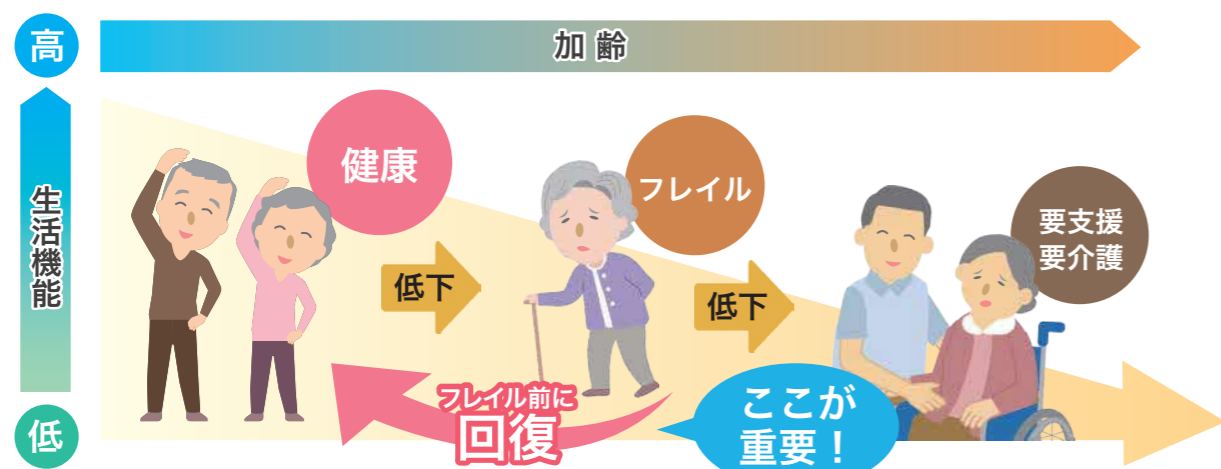 高
加齢
生活機能
低
健康
低下
フレイル
低下
要支援
要介護
フレイル前に
回復
ここが
重要！